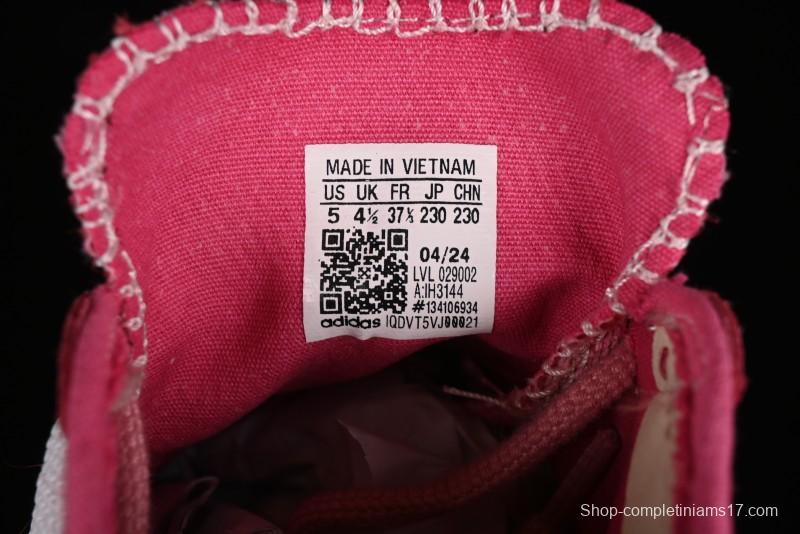 MADE IN VIETNAM
US UK FR JP CHN
5 4½ 37⅓ 230 230
04/24
LVL 029002
A:IH3144
#134106934
adidas IQDVT5VJ00021
Shop-completiniams17.com